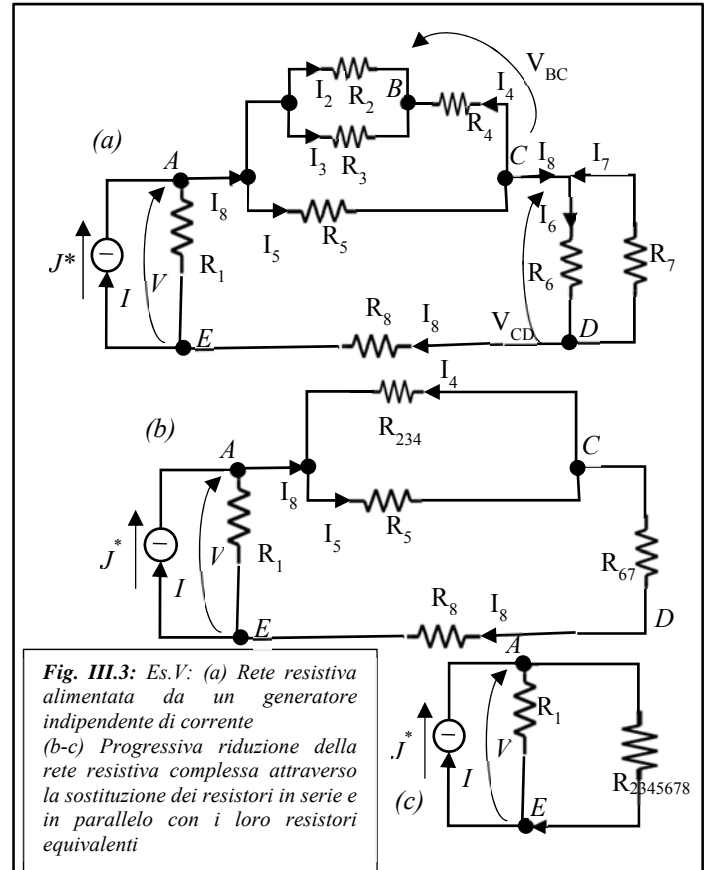 (a)
V_BC
I_2 R_2 B I_4
R_4
I_3 R_3
A C I_8 I_7
I_8
I_5 R_5 I_6
J* I V R_1 R_6 R_7
R_8 I_8 V_CD D
E
(b)
I_4
R_234
A C
I_8
I_5 R_5
J* I V R_1 R_67
R_8 I_8 D
E
Fig. III.3: Es.V: (a) Rete resistiva
alimentata da un generatore
indipendente di corrente
(b-c) Progressiva riduzione della
rete resistiva complessa attraverso
la sostituzione dei resistori in serie e
in parallelo con i loro resistori
equivalenti
A
R_1
J* I V
R_2345678
E
(c)